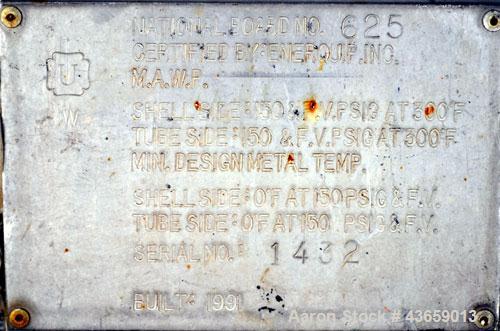 NATIONAL BOARD NO. 625
CERTIFIED BY: ENERQUIP, INC.
U
W
M.A.W.P.
SHELL SIDE: 150 & F.V. PSIG AT 300°F
TUBE SIDE: 150 & F.V. PSIG AT 300°F
MIN. DESIGN METAL TEMP
SHELL SIDE: 0°F AT 150 PSIG & F.V.
TUBE SIDE: 0°F AT 150 PSIG & F.V.
SERIAL NO.: 1432
BUILT: 1991
Aaron Stock # 43659013